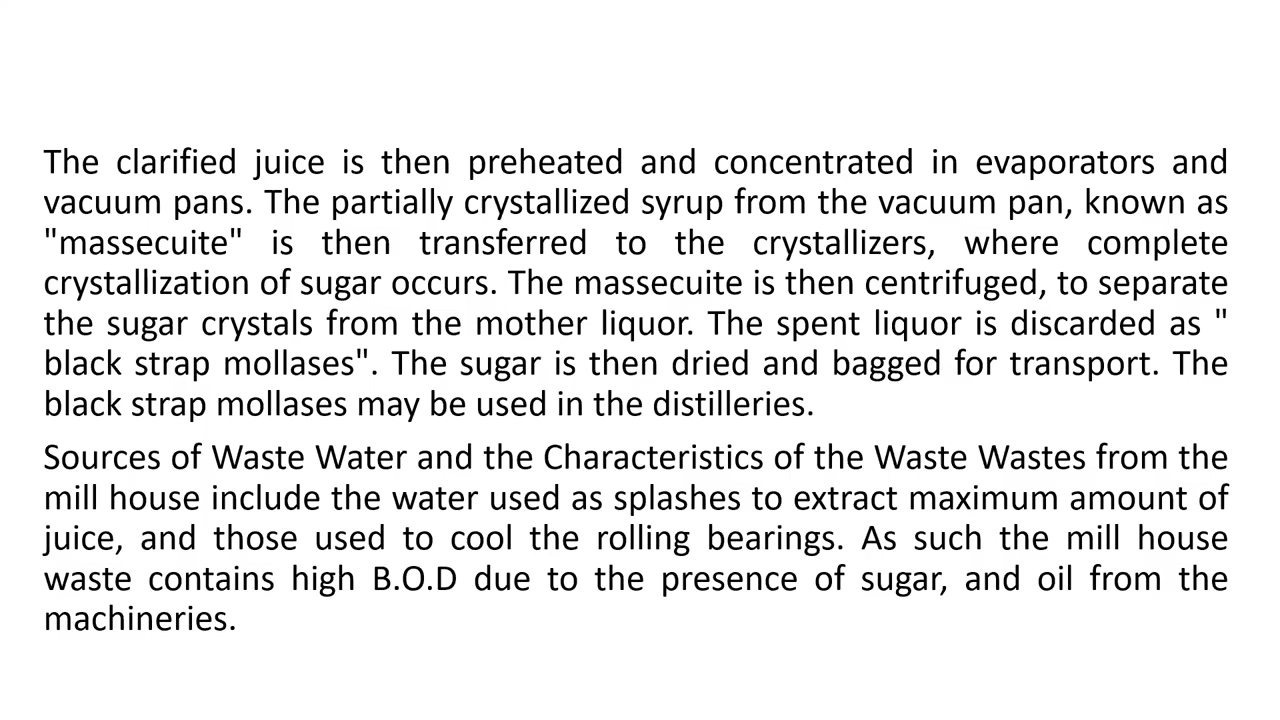 The clarified juice is then preheated and concentrated in evaporators and
vacuum pans. The partially crystallized syrup from the vacuum pan, known as
"massecuite" is then transferred to the crystallizers, where complete
crystallization of sugar occurs. The massecuite is then centrifuged, to separate
the sugar crystals from the mother liquor. The spent liquor is discarded as "
black strap mollases". The sugar is then dried and bagged for transport. The
black strap mollases may be used in the distilleries.
Sources of Waste Water and the Characteristics of the Waste Wastes from the
mill house include the water used as splashes to extract maximum amount of
juice, and those used to cool the rolling bearings. As such the mill house
waste contains high B.O.D due to the presence of sugar, and oil from the
machineries.